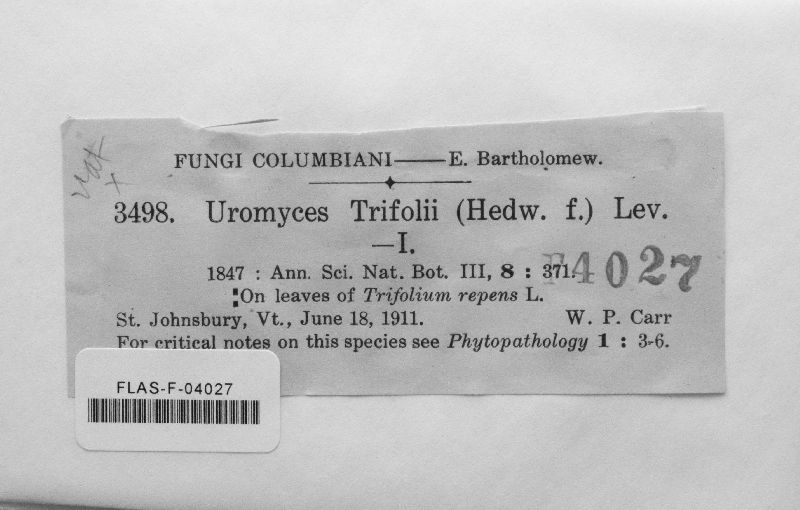 FUNGI COLUMBIANI——E. Bartholomew.
3498. Uromyces Trifolii (Hedw. f.) Lev.
—I.
1847 : Ann. Sci. Nat. Bot. III, 8 : 371.
F4027
On leaves of Trifolium repens L.
St. Johnsbury, Vt., June 18, 1911. W. P. Carr
For critical notes on this species see Phytopathology 1 : 3-6.
FLAS-F-04027